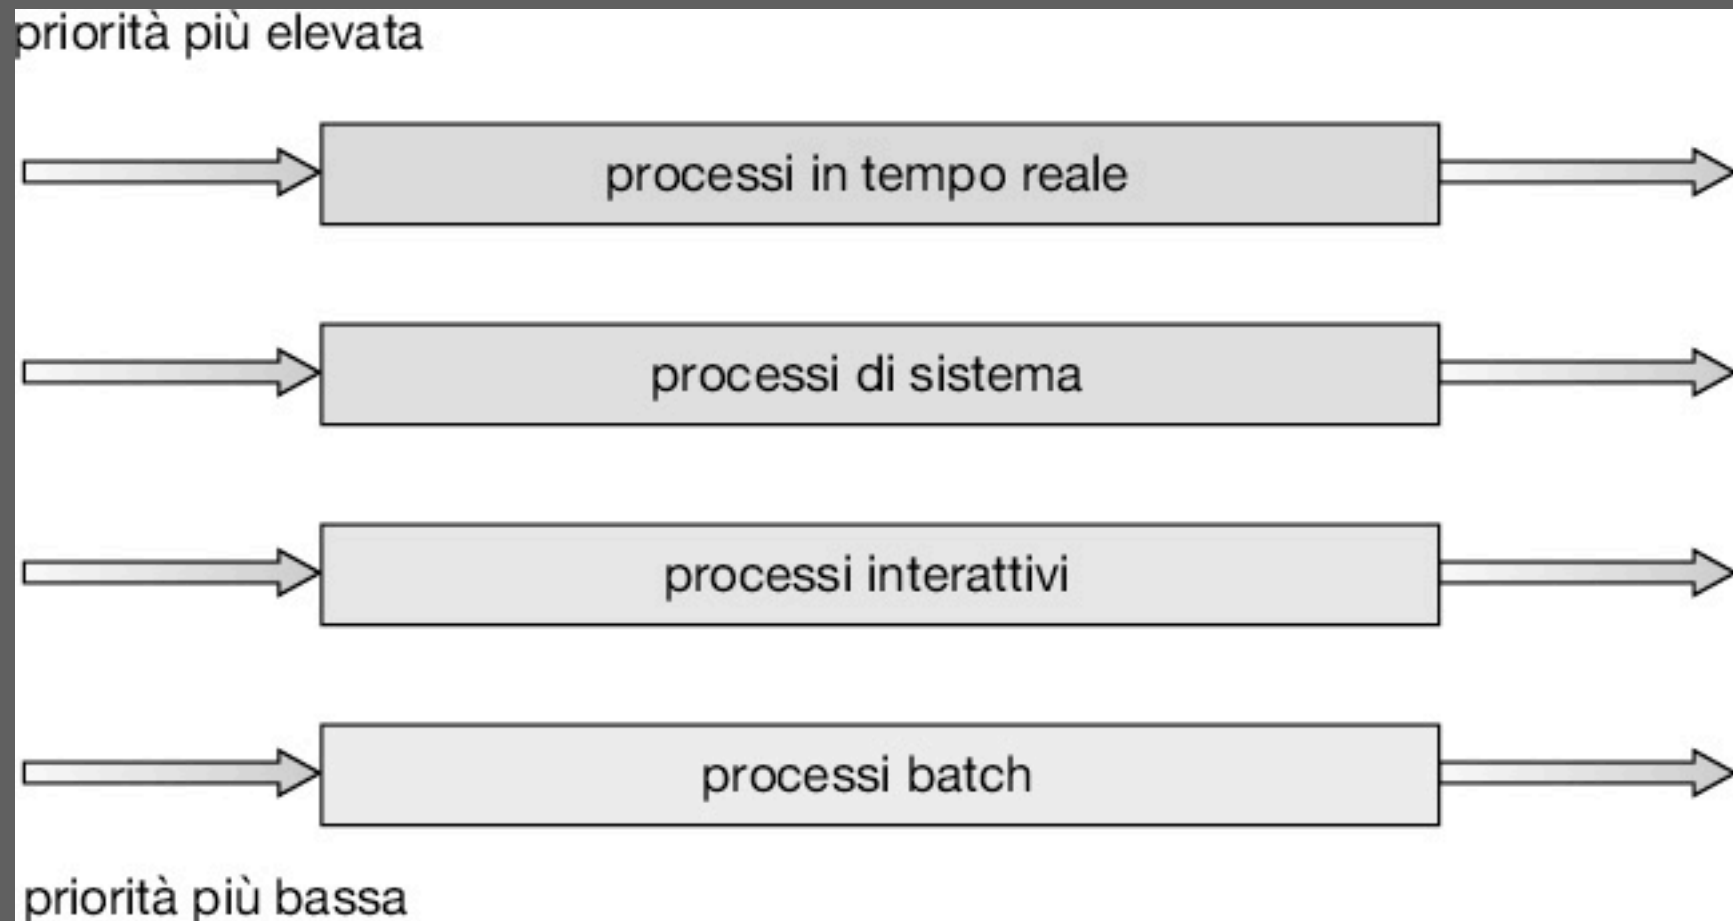 priorità più elevata
processi in tempo reale
processi di sistema
processi interattivi
processi batch
priorità più bassa